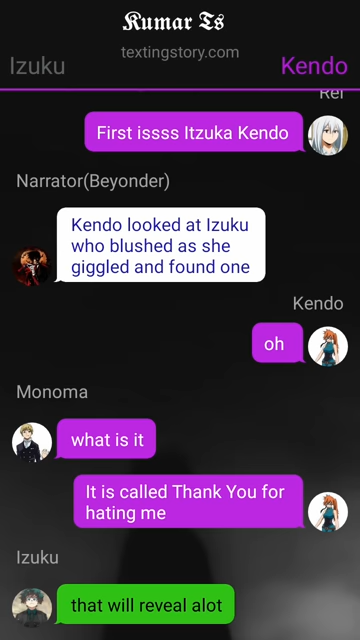 Kumar Ts
textingstory.com
Izuku
Kendo
Rei
First issss Itzuka Kendo
Narrator(Beyonder)
Kendo looked at Izuku
who blushed as she
giggled and found one
Kendo
oh
Monoma
what is it
It is called Thank You for
hating me
Izuku
that will reveal alot